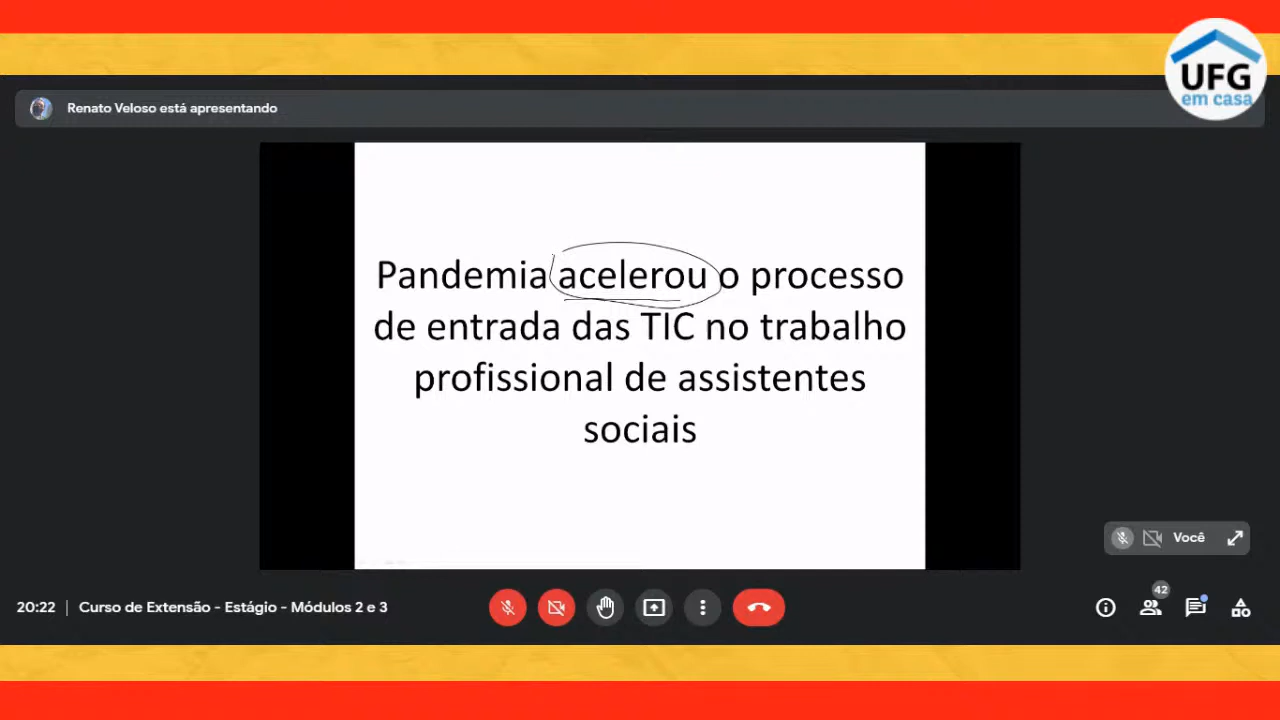 UFG
em casa
Renato Veloso está apresentando
Pandemia acelerou o processo
de entrada das TIC no trabalho
profissional de assistentes
sociais
Você
20:22 | Curso de Extensão - Estágio - Módulos 2 e 3
42